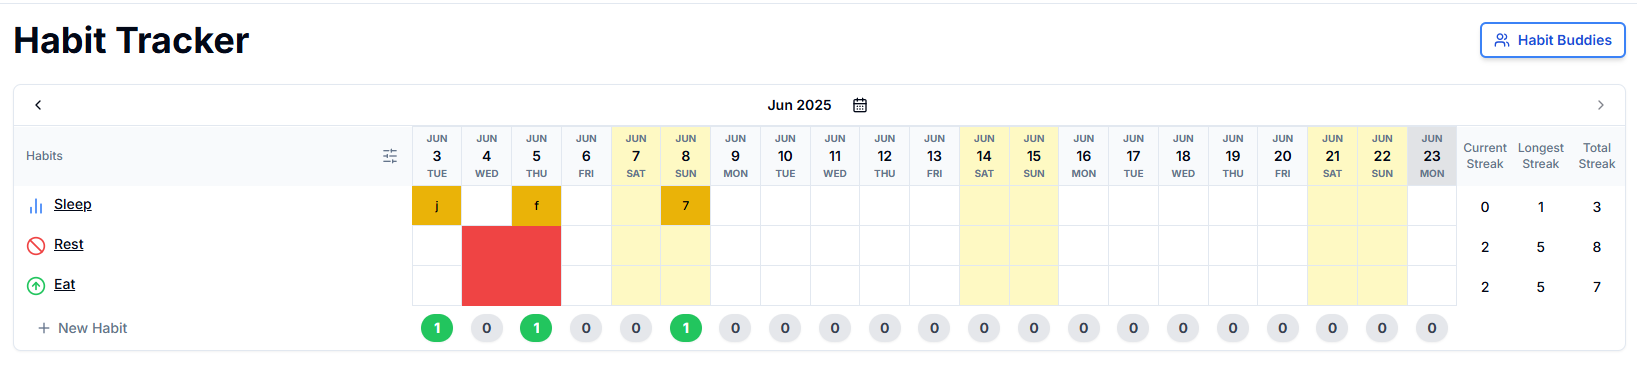 Habit Tracker
Habit Buddies
Jun 2025
Habits
JUN JUN JUN JUN JUN JUN JUN JUN JUN JUN JUN JUN JUN JUN JUN JUN JUN JUN JUN JUN JUN
3 4 5 6 7 8 9 10 11 12 13 14 15 16 17 18 19 20 21 22 23
TUE WED THU FRI SAT SUN MON TUE WED THU FRI SAT SUN MON TUE WED THU FRI SAT SUN MON
Current Longest Total
Streak Streak Streak
Sleep j f 7 0 1 3
Rest 2 5 8
Eat 2 5 7
New Habit 1 0 1 0 0 1 0 0 0 0 0 0 0 0 0 0 0 0 0 0 0